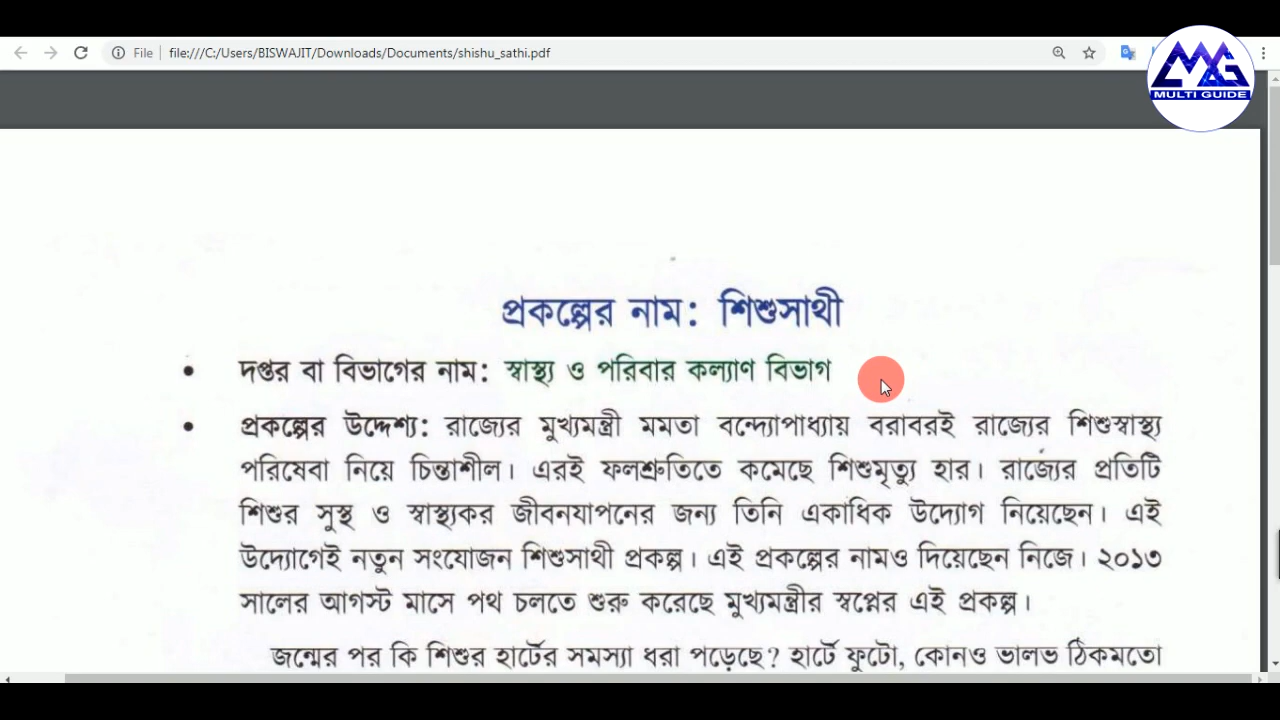 File file:///C:/Users/BISWAJIT/Downloads/Documents/shishu_sathi.pdf
MULTI GUIDE
প্রকল্পের নাম: শিশুসাথী
• দপ্তর বা বিভাগের নাম: স্বাস্থ্য ও পরিবার কল্যাণ বিভাগ
• প্রকল্পের উদ্দেশ্য: রাজ্যের মুখ্যমন্ত্রী মমতা বন্দ্যোপাধ্যায় বরাবরই রাজ্যের শিশুস্বাস্থ্য
পরিষেবা নিয়ে চিন্তাশীল। এরই ফলশ্রুতিতে কমেছে শিশুমৃত্যু হার। রাজ্যের প্রতিটি
শিশুর সুস্থ ও স্বাস্থ্যকর জীবনযাপনের জন্য তিনি একাধিক উদ্যোগ নিয়েছেন। এই
উদ্যোগেই নতুন সংযোজন শিশুসাথী প্রকল্প। এই প্রকল্পের নামও দিয়েছেন নিজে। ২০১৩
সালের আগস্ট মাসে পথ চলতে শুরু করেছে মুখ্যমন্ত্রীর স্বপ্নের এই প্রকল্প।
জন্মের পর কি শিশুর হার্টের সমস্যা ধরা পড়েছে? হার্টে ফুটো, কোনও ভালভ ঠিকমতো